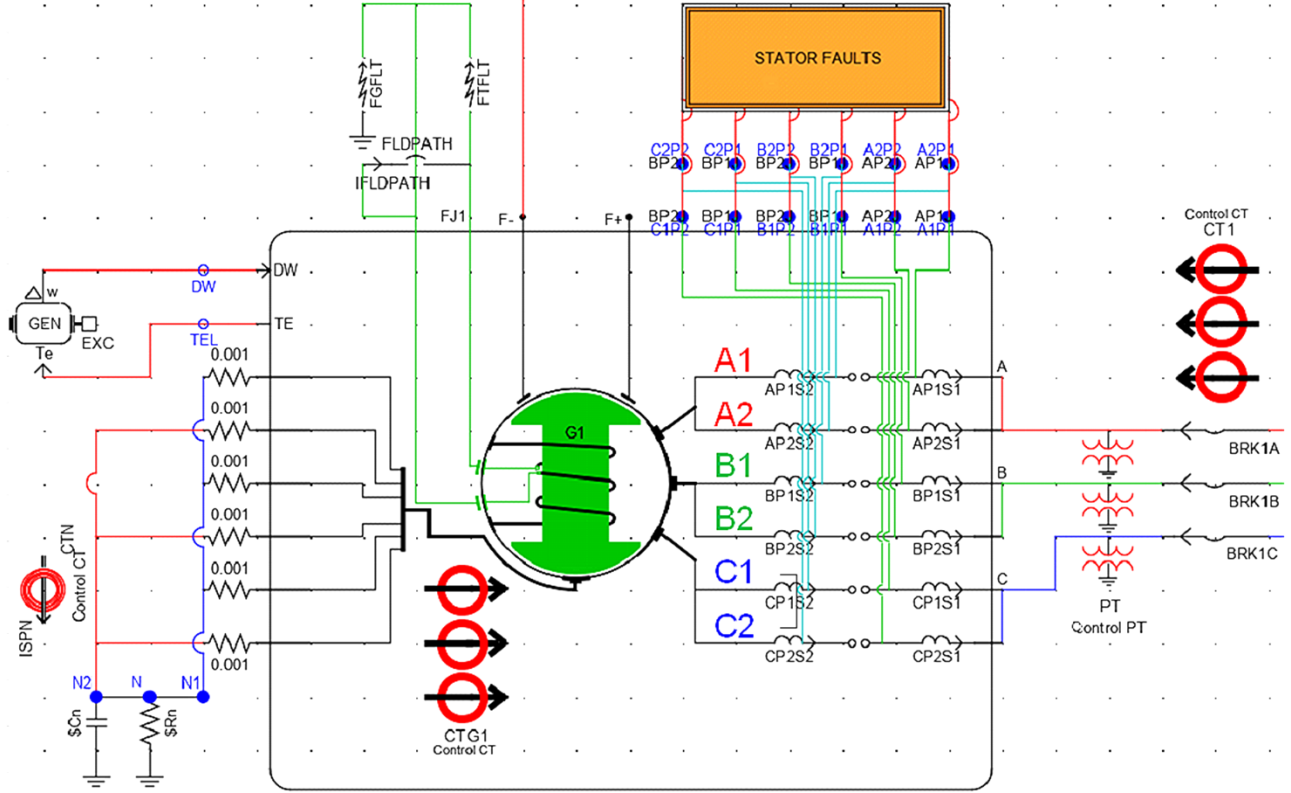 STATOR FAULTS
FGFLT
FTFLT
FLDPATH
IFLDPATH
C2P2 C2P1 B2P2 B2P1 A2P2 A2P1
BP2 BP1 BP2 BP1 AP2 AP1
FJ1 F- F+
BP2 BP1 BP2 BP1 AP2 AP1
C1P2 C1P1 B1P2 B1P1 A1P2 A1P1
Control CT
CT1
DW
DW
w
GEN
EXC
Te
TE
TEL
0.001
0.001
0.001
0.001
0.001
0.001
G1
A1
AP1S2 AP1S1
A
A2
AP2S2 AP2S1
BRK1A
B1
BP1S2 BP1S1
B
BRK1B
B2
BP2S2 BP2S1
BRK1C
C1
CP1S2 CP1S1
C
PT
Control PT
C2
CP2S2 CP2S1
CTN
Control CT
ISPN
N2 N N1
$Cn
$Rn
CTG1
Control CT